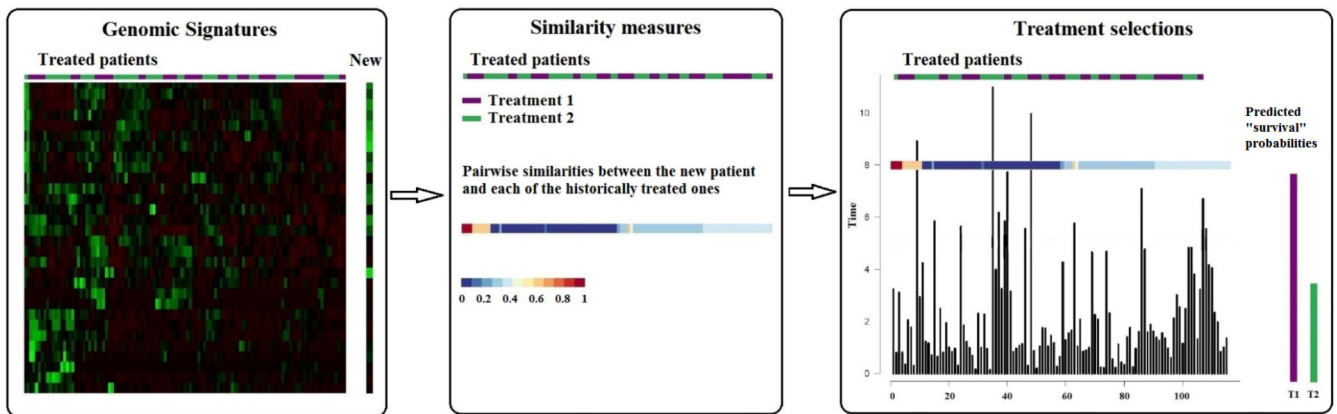 Genomic Signatures
Treated patients
New
Similarity measures
Treated patients
Treatment 1
Treatment 2
Pairwise similarities between the new patient
and each of the historically treated ones
0 0.2 0.4 0.6 0.8 1
Treatment selections
Treated patients
Time
10
8
6
4
2
0
0 20 40 60 80 100
Predicted
"survival"
probabilities
T1 T2